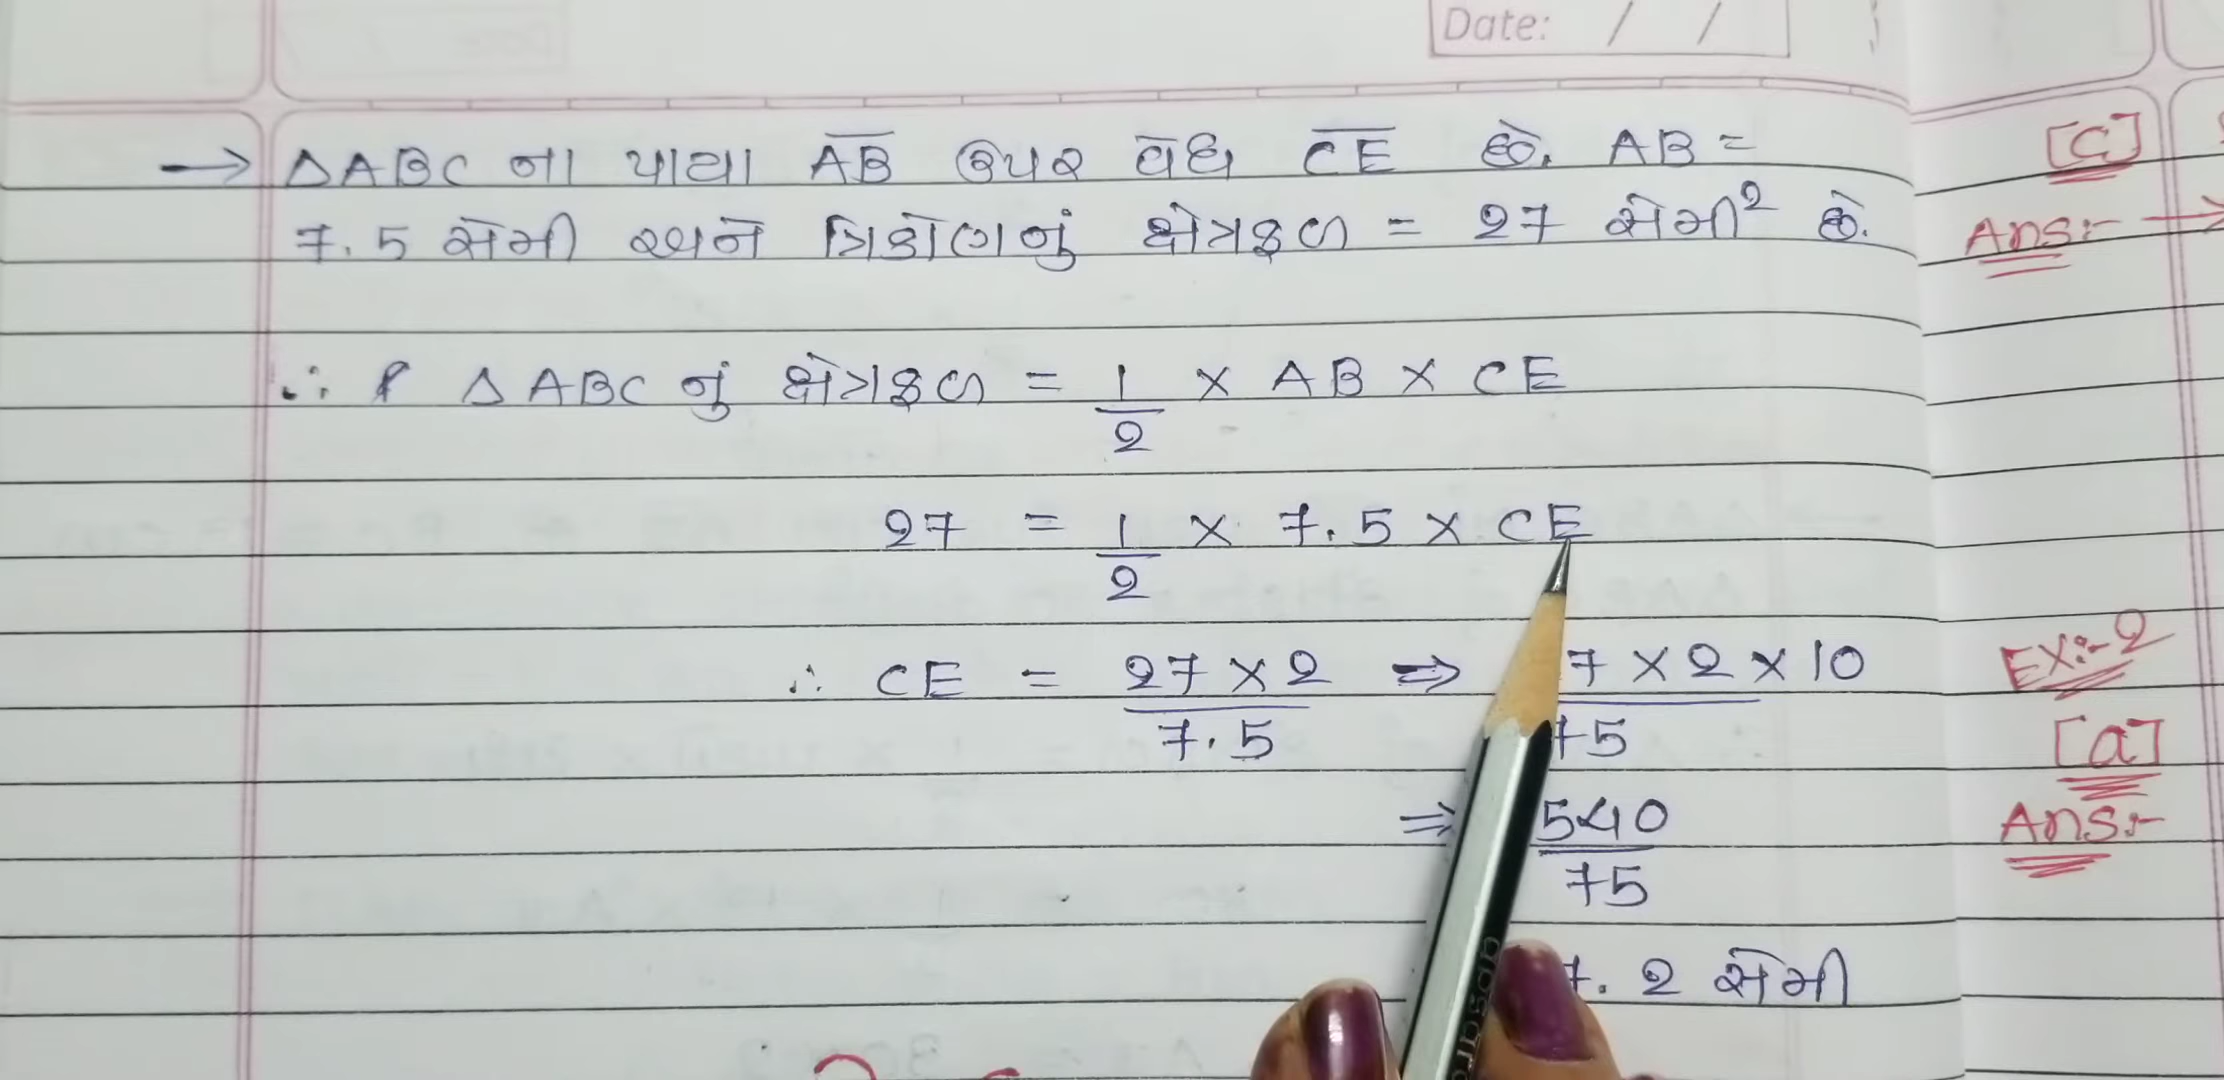 Date: / /
→ ΔABC ના પાયા A̅B̅ ઉપર વેધ C̅E̅ છે. AB =
7.5 સેમી અને ત્રિકોણનું ક્ષેત્રફળ = 27 સેમી² છે.
∴ ΔABC નું ક્ષેત્રફળ = 1/2 × AB × CE
27 = 1/2 × 7.5 × CE
∴ CE = 27 × 2 / 7.5 ⇒ 7 × 2 × 10 / 75
⇒ 540 / 75
7.2 સેમી
[C]
Ans:- →
Ex:-2
[a]
Ans:-